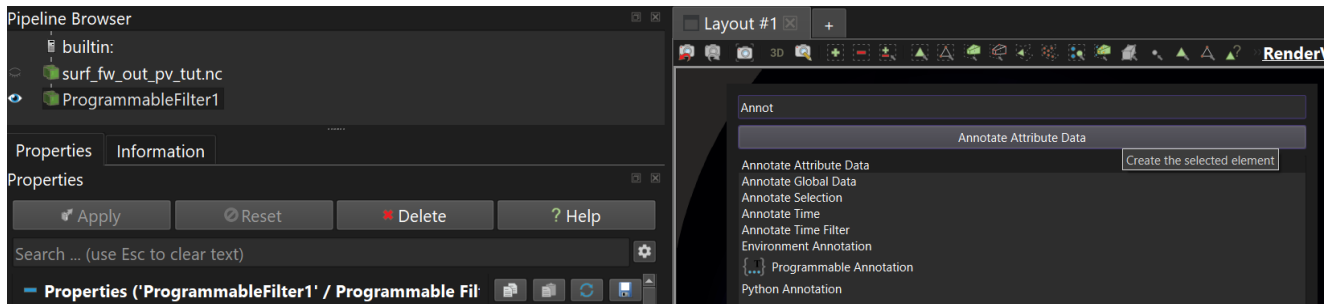 Pipeline Browser
builtin:
surf_fw_out_pv_tut.nc
ProgrammableFilter1
Properties Information
Properties
Apply Reset Delete ? Help
Search ... (use Esc to clear text)
Properties ('ProgrammableFilter1' / Programmable Fil
Layout #1 +
3D RenderV
Annot
Annotate Attribute Data
Create the selected element
Annotate Attribute Data
Annotate Global Data
Annotate Selection
Annotate Time
Annotate Time Filter
Environment Annotation
{...} Programmable Annotation
Python Annotation